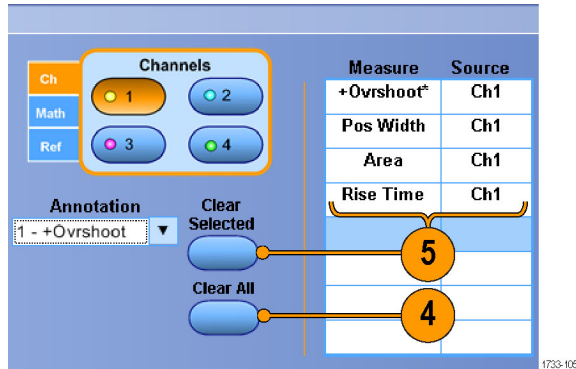 Ch
Math
Ref
Channels
1
2
3
4
Annotation
1 - +Ovrshoot
Clear
Selected
Clear All
Measure Source
+Ovrshoot* Ch1
Pos Width Ch1
Area Ch1
Rise Time Ch1
5
4
1733-105